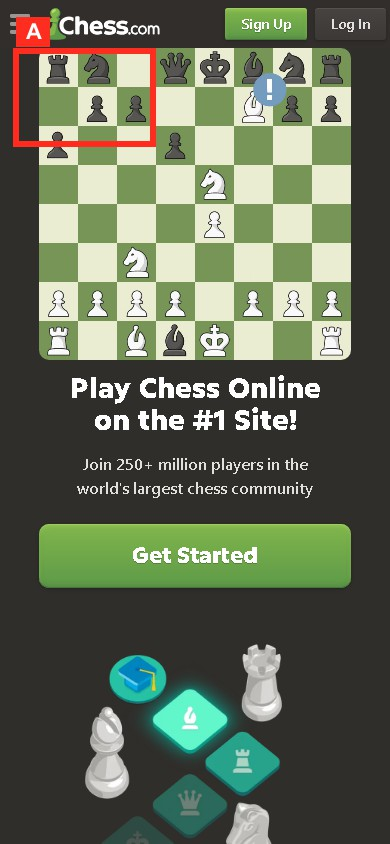 A
Chess.com
Sign Up
Log In
!
Play Chess Online
on the #1 Site!
Join 250+ million players in the
world's largest chess community
Get Started